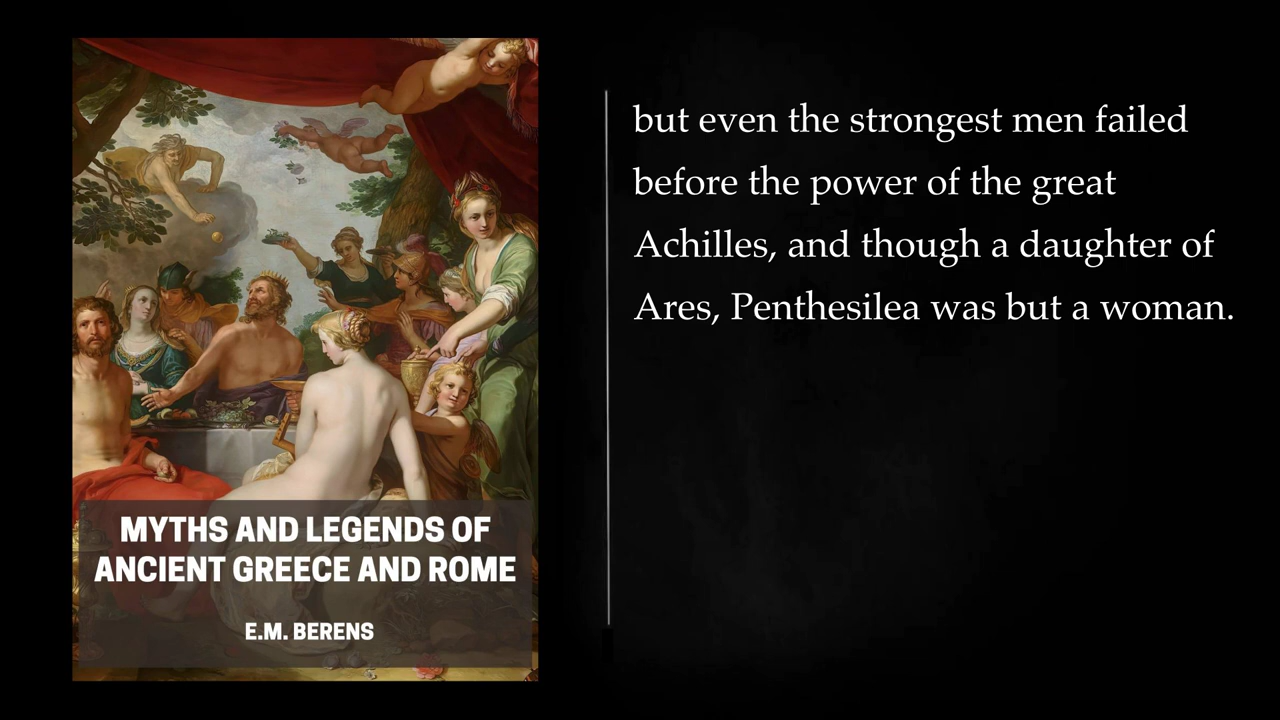 MYTHS AND LEGENDS OF
ANCIENT GREECE AND ROME
E.M. BERENS
but even the strongest men failed
before the power of the great
Achilles, and though a daughter of
Ares, Penthesilea was but a woman.